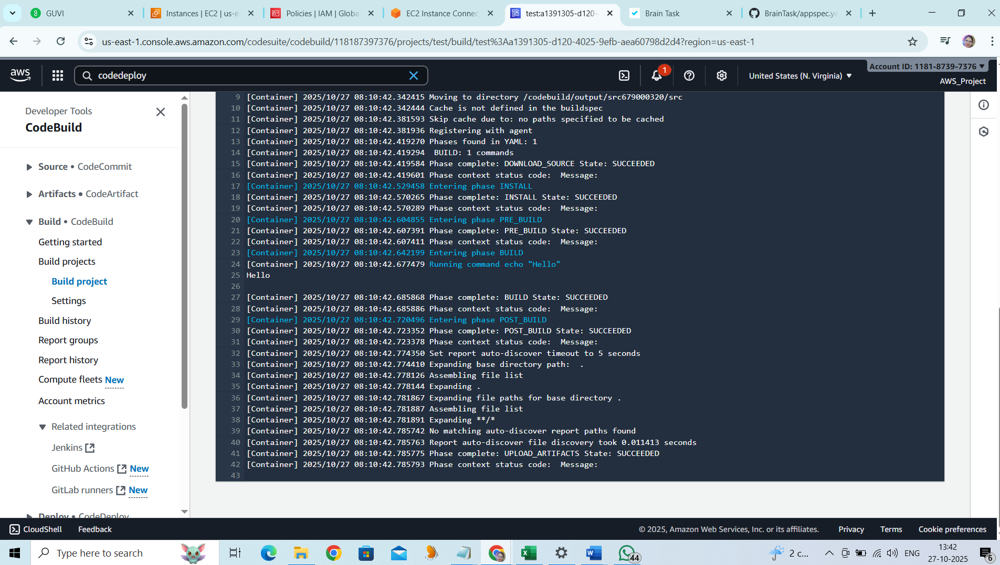 GUVI
Instances | EC2 | us-e
Policies | IAM | Globa
EC2 Instance Connec
test:a1391305-d120-
Brain Task
BrainTask/appspec.ya
us-east-1.console.aws.amazon.com/codesuite/codebuild/118187397376/projects/test/build/test%3Aa1391305-d120-4025-9efb-aea60798d2d4?region=us-east-1
aws
codedeploy
1
United States (N. Virginia)
Account ID: 1181-8739-7376
AWS_Project
Developer Tools
CodeBuild
Source • CodeCommit
Artifacts • CodeArtifact
Build • CodeBuild
Getting started
Build projects
Build project
Settings
Build history
Report groups
Report history
Compute fleets New
Account metrics
Related integrations
Jenkins
GitHub Actions New
GitLab runners New
Deploy • CodeDeploy
9 [Container] 2025/10/27 08:10:42.342415 Moving to directory /codebuild/output/src679000320/src
10 [Container] 2025/10/27 08:10:42.342444 Cache is not defined in the buildspec
11 [Container] 2025/10/27 08:10:42.381593 Skip cache due to: no paths specified to be cached
12 [Container] 2025/10/27 08:10:42.381936 Registering with agent
13 [Container] 2025/10/27 08:10:42.419270 Phases found in YAML: 1
14 [Container] 2025/10/27 08:10:42.419294  BUILD: 1 commands
15 [Container] 2025/10/27 08:10:42.419584 Phase complete: DOWNLOAD_SOURCE State: SUCCEEDED
16 [Container] 2025/10/27 08:10:42.419601 Phase context status code:  Message:
17 [Container] 2025/10/27 08:10:42.529458 Entering phase INSTALL
18 [Container] 2025/10/27 08:10:42.570265 Phase complete: INSTALL State: SUCCEEDED
19 [Container] 2025/10/27 08:10:42.570289 Phase context status code:  Message:
20 [Container] 2025/10/27 08:10:42.604855 Entering phase PRE_BUILD
21 [Container] 2025/10/27 08:10:42.607391 Phase complete: PRE_BUILD State: SUCCEEDED
22 [Container] 2025/10/27 08:10:42.607411 Phase context status code:  Message:
23 [Container] 2025/10/27 08:10:42.642199 Entering phase BUILD
24 [Container] 2025/10/27 08:10:42.677479 Running command echo "Hello"
25 Hello
26
27 [Container] 2025/10/27 08:10:42.685868 Phase complete: BUILD State: SUCCEEDED
28 [Container] 2025/10/27 08:10:42.685886 Phase context status code:  Message:
29 [Container] 2025/10/27 08:10:42.720496 Entering phase POST_BUILD
30 [Container] 2025/10/27 08:10:42.723352 Phase complete: POST_BUILD State: SUCCEEDED
31 [Container] 2025/10/27 08:10:42.723378 Phase context status code:  Message:
32 [Container] 2025/10/27 08:10:42.774350 Set report auto-discover timeout to 5 seconds
33 [Container] 2025/10/27 08:10:42.774410 Expanding base directory path:  .
34 [Container] 2025/10/27 08:10:42.778126 Assembling file list
35 [Container] 2025/10/27 08:10:42.778144 Expanding .
36 [Container] 2025/10/27 08:10:42.781867 Expanding file paths for base directory .
37 [Container] 2025/10/27 08:10:42.781887 Assembling file list
38 [Container] 2025/10/27 08:10:42.781891 Expanding **/*
39 [Container] 2025/10/27 08:10:42.785742 No matching auto-discover report paths found
40 [Container] 2025/10/27 08:10:42.785763 Report auto-discover file discovery took 0.011413 seconds
41 [Container] 2025/10/27 08:10:42.785775 Phase complete: UPLOAD_ARTIFACTS State: SUCCEEDED
42 [Container] 2025/10/27 08:10:42.785793 Phase context status code:  Message:
43
CloudShell
Feedback
© 2025, Amazon Web Services, Inc. or its affiliates.
Privacy
Terms
Cookie preferences
Type here to search
44
2 c...
ENG
13:42
27-10-2025
6